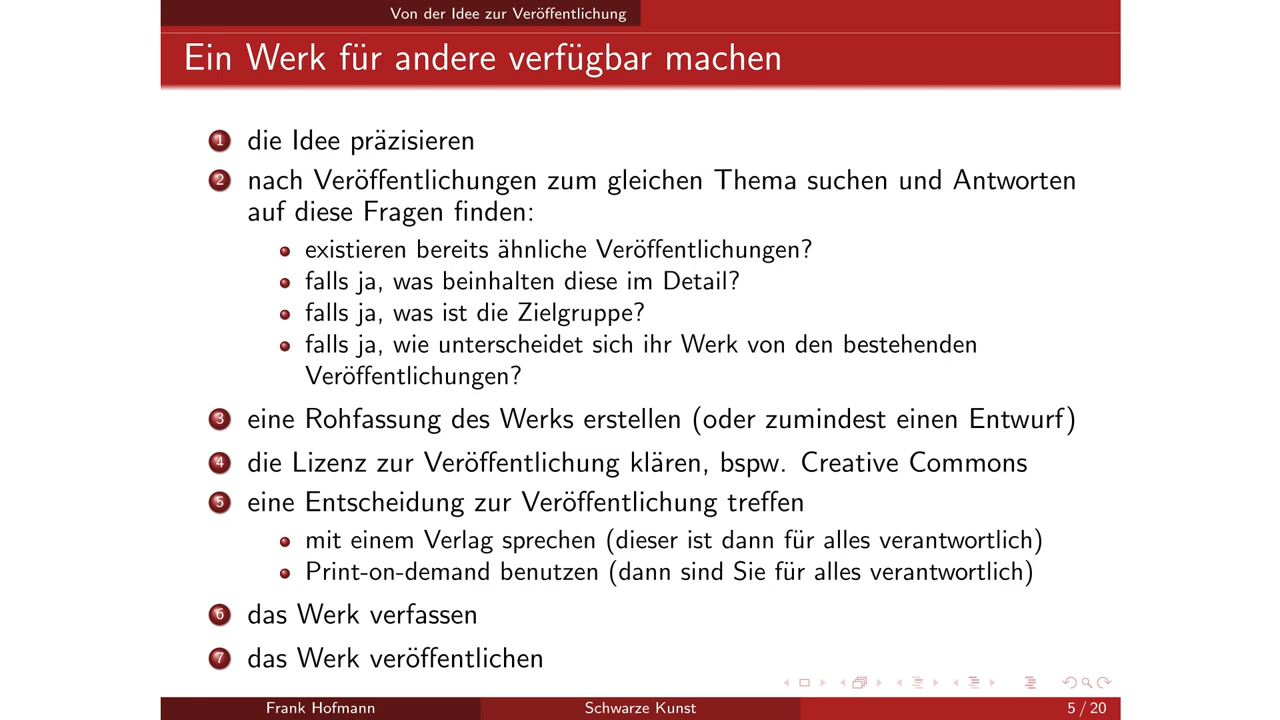 Von der Idee zur Veröffentlichung
Ein Werk für andere verfügbar machen
1 die Idee präzisieren
2 nach Veröffentlichungen zum gleichen Thema suchen und Antworten
auf diese Fragen finden:
existieren bereits ähnliche Veröffentlichungen?
falls ja, was beinhalten diese im Detail?
falls ja, was ist die Zielgruppe?
falls ja, wie unterscheidet sich ihr Werk von den bestehenden
Veröffentlichungen?
3 eine Rohfassung des Werks erstellen (oder zumindest einen Entwurf)
4 die Lizenz zur Veröffentlichung klären, bspw. Creative Commons
5 eine Entscheidung zur Veröffentlichung treffen
mit einem Verlag sprechen (dieser ist dann für alles verantwortlich)
Print-on-demand benutzen (dann sind Sie für alles verantwortlich)
6 das Werk verfassen
7 das Werk veröffentlichen
Frank Hofmann Schwarze Kunst 5 / 20